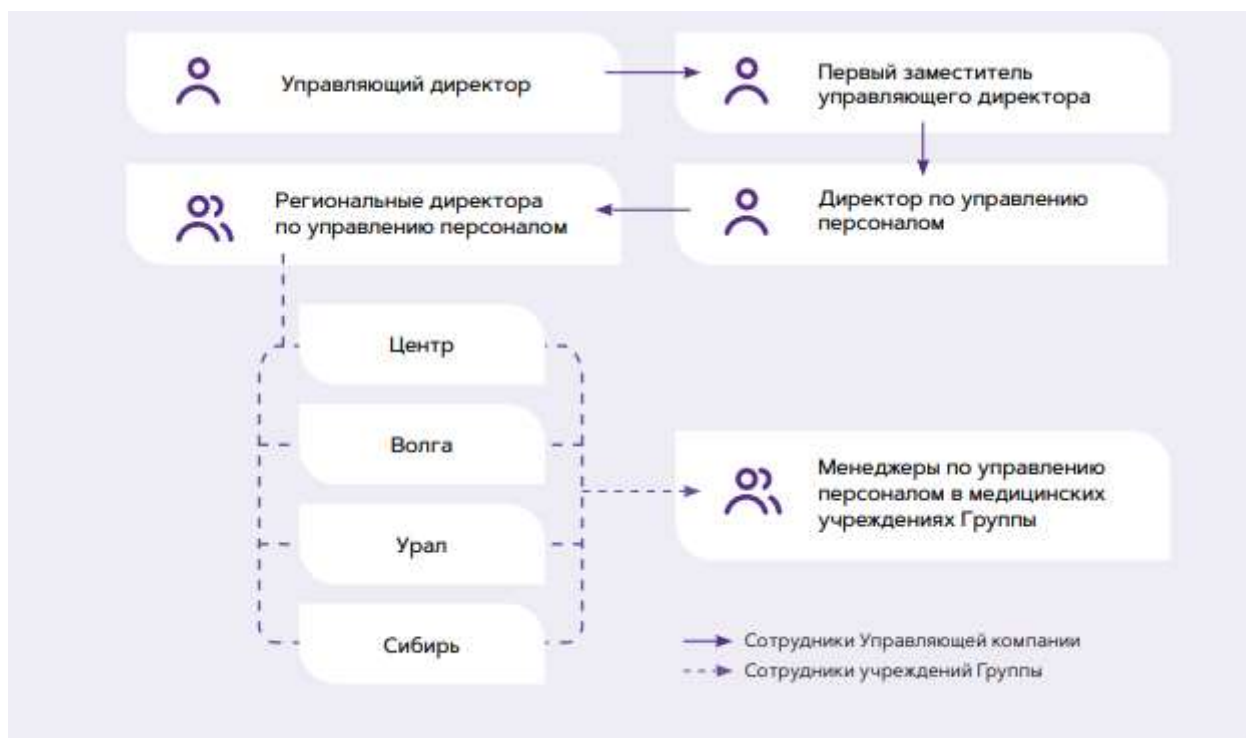 Управляющий директор
Первый заместитель
управляющего директора
Региональные директора
по управлению персоналом
Директор по управлению
персоналом
Центр
Волга
Урал
Сибирь
Менеджеры по управлению
персоналом в медицинских
учреждениях Группы
Сотрудники Управляющей компании
Сотрудники учреждений Группы